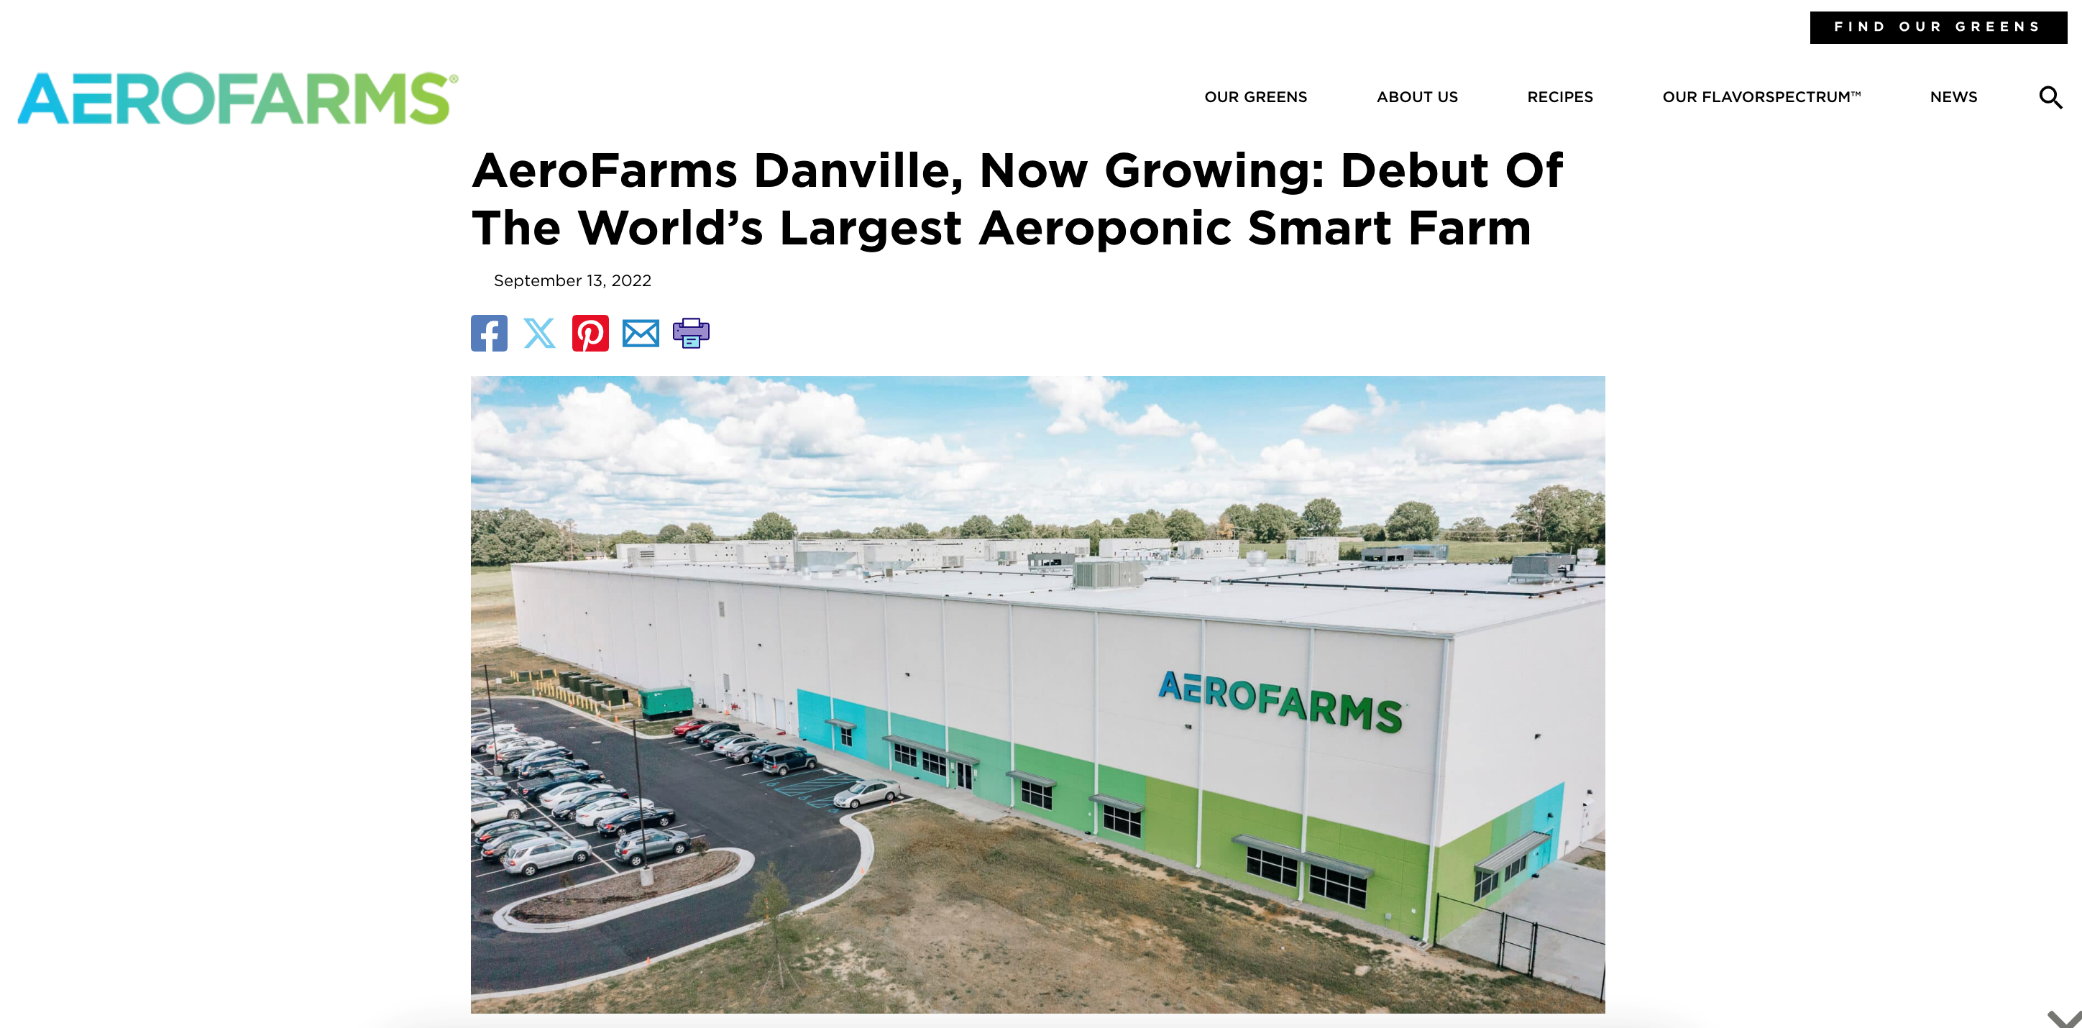 FIND OUR GREENS
AEROFARMS®
OUR GREENS
ABOUT US
RECIPES
OUR FLAVORSPECTRUM™
NEWS
AeroFarms Danville, Now Growing: Debut Of
The World’s Largest Aeroponic Smart Farm
September 13, 2022
AEROFARMS